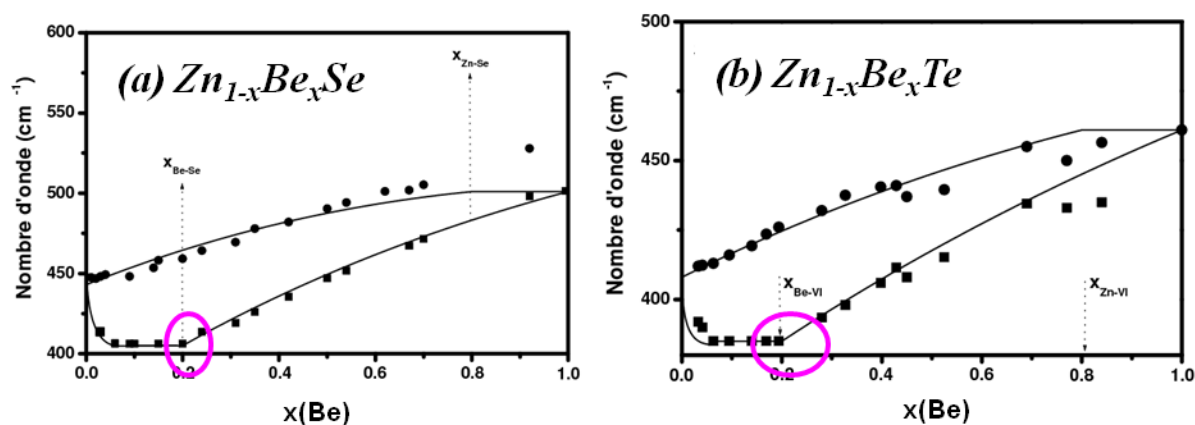 (a) Zn1-xBexSe
Nombre d'onde (cm -1)
600
550
500
450
400
xBe-Se
xZn-Se
0.0 0.2 0.4 0.6 0.8 1.0
x(Be)
(b) Zn1-xBexTe
Nombre d'onde (cm -1)
500
450
400
xBe-VI
xZn-VI
0.0 0.2 0.4 0.6 0.8 1.0
x(Be)